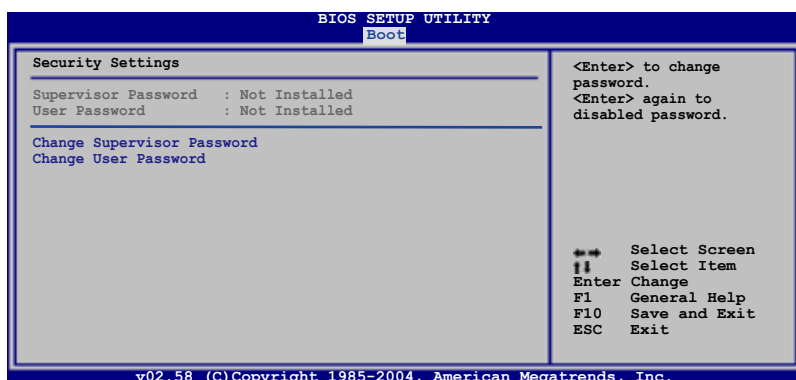 BIOS SETUP UTILITY
Boot
Security Settings
Supervisor Password : Not Installed
User Password : Not Installed
Change Supervisor Password
Change User Password
<Enter> to change
password.
<Enter> again to
disabled password.
Select Screen
Select Item
Enter Change
F1 General Help
F10 Save and Exit
ESC Exit
v02.58 (C)Copyright 1985-2004, American Megatrends, Inc.